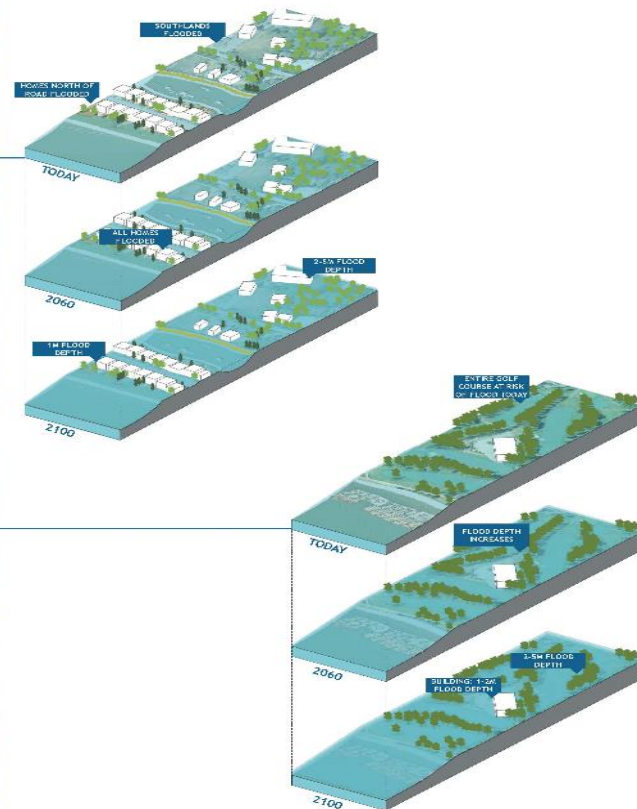 SOUTHLANDS
FLOODED
HOMES NORTH OF
ROAD FLOODED
TODAY
ALL HOMES
FLOODED
2060
2-5M FLOOD
DEPTH
1M FLOOD
DEPTH
2100
ENTIRE GOLF
COURSE AT RISK
OF FLOOD TODAY
TODAY
FLOOD DEPTH
INCREASES
2060
2-5M FLOOD
DEPTH
BUILDING: 1-2M
FLOOD DEPTH
2100